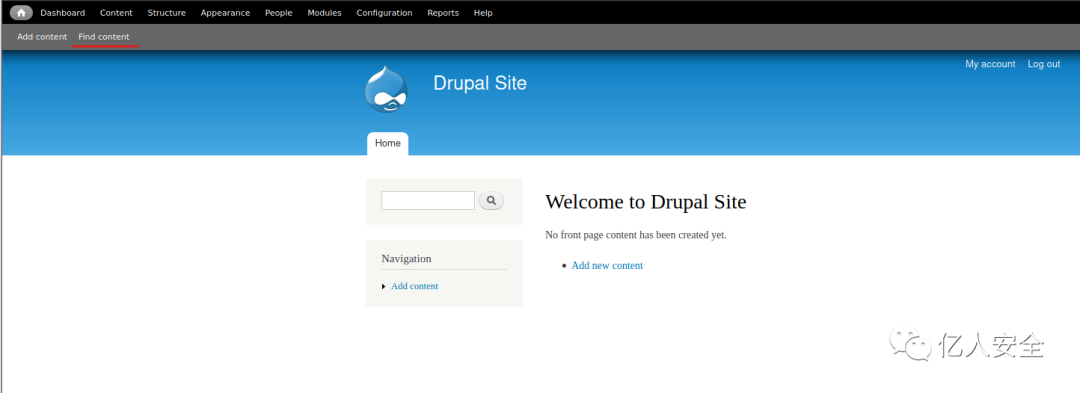 Dashboard Content Structure Appearance People Modules Configuration Reports Help
Add content Find content
My account Log out
Drupal Site
Home
Welcome to Drupal Site
No front page content has been created yet.
Add new content
Navigation
Add content
亿人安全